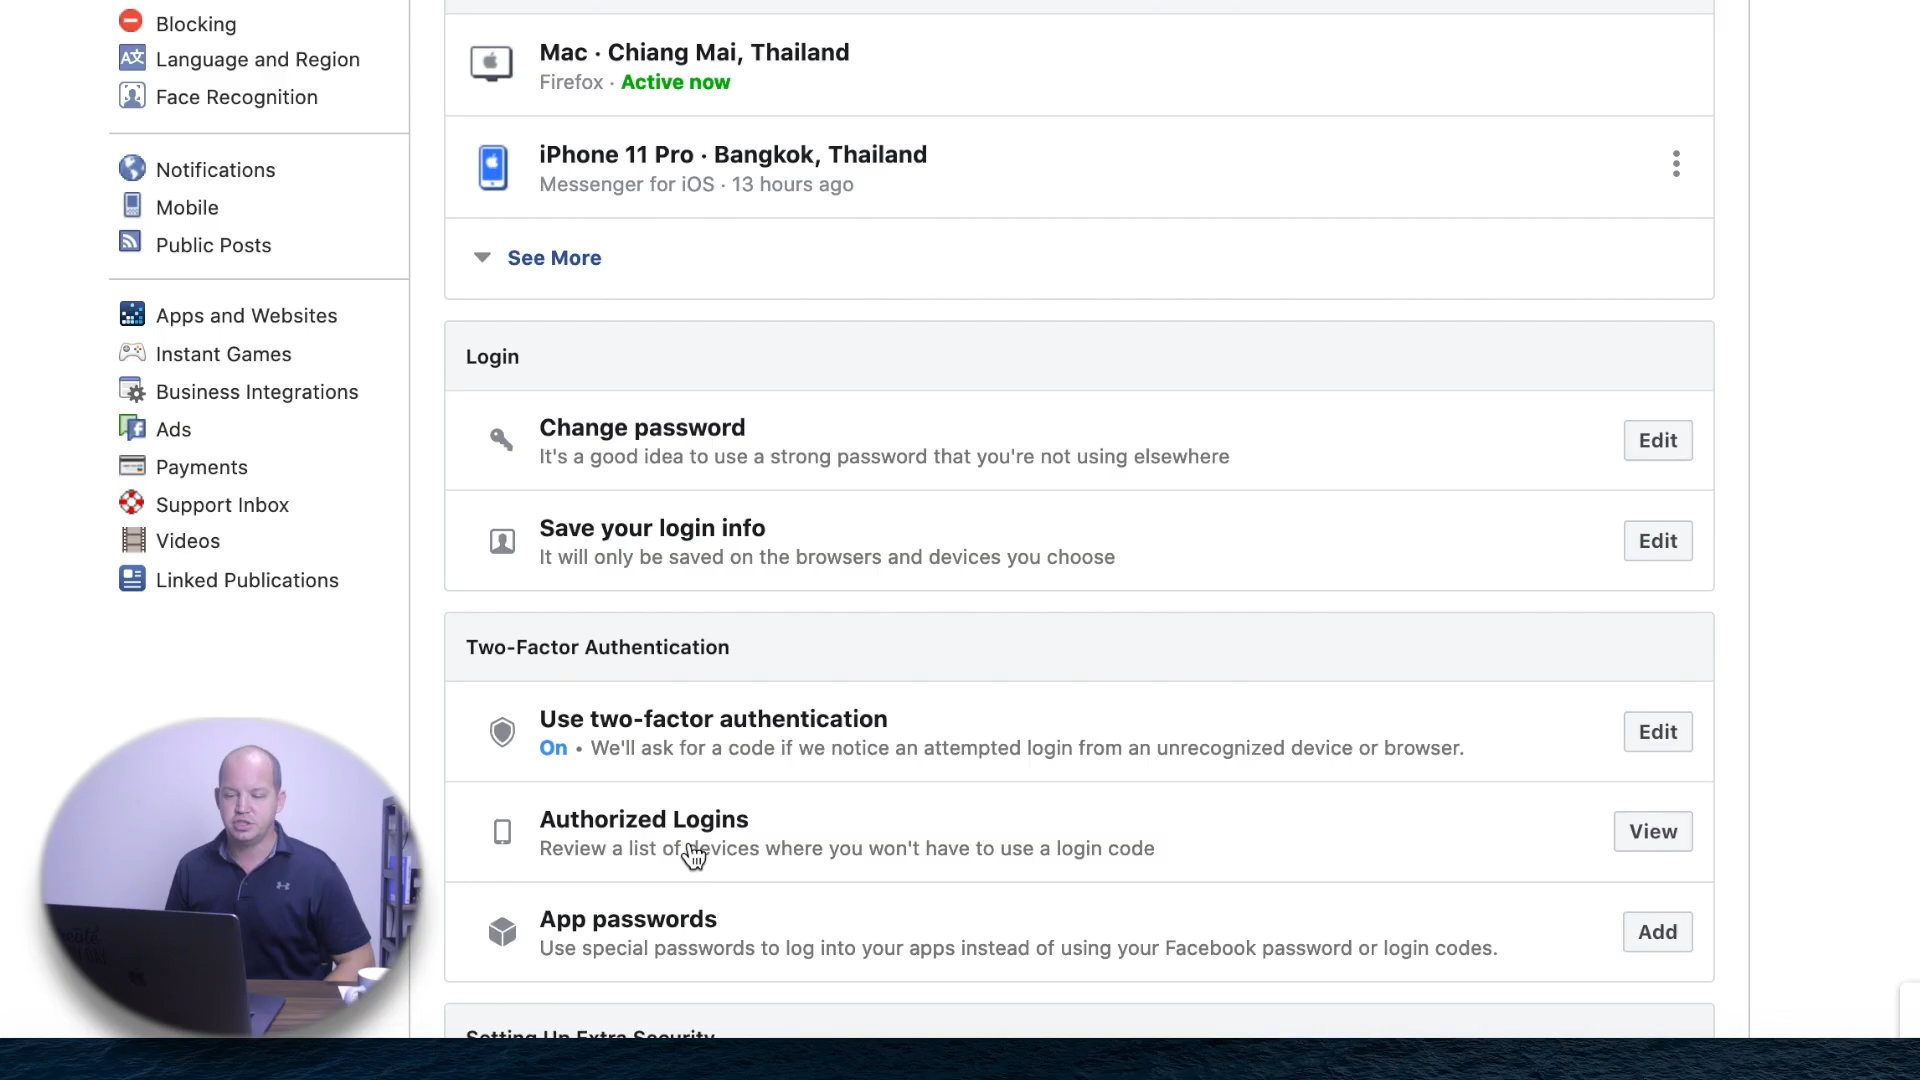 Blocking
Language and Region
Face Recognition
Notifications
Mobile
Public Posts
Apps and Websites
Instant Games
Business Integrations
Ads
Payments
Support Inbox
Videos
Linked Publications
Mac · Chiang Mai, Thailand
Firefox · Active now
iPhone 11 Pro · Bangkok, Thailand
Messenger for iOS · 13 hours ago
See More
Login
Change password
It's a good idea to use a strong password that you're not using elsewhere
Edit
Save your login info
It will only be saved on the browsers and devices you choose
Edit
Two-Factor Authentication
Use two-factor authentication
On • We'll ask for a code if we notice an attempted login from an unrecognized device or browser.
Edit
Authorized Logins
Review a list of devices where you won't have to use a login code
View
App passwords
Use special passwords to log into your apps instead of using your Facebook password or login codes.
Add
Setting Up Extra Security